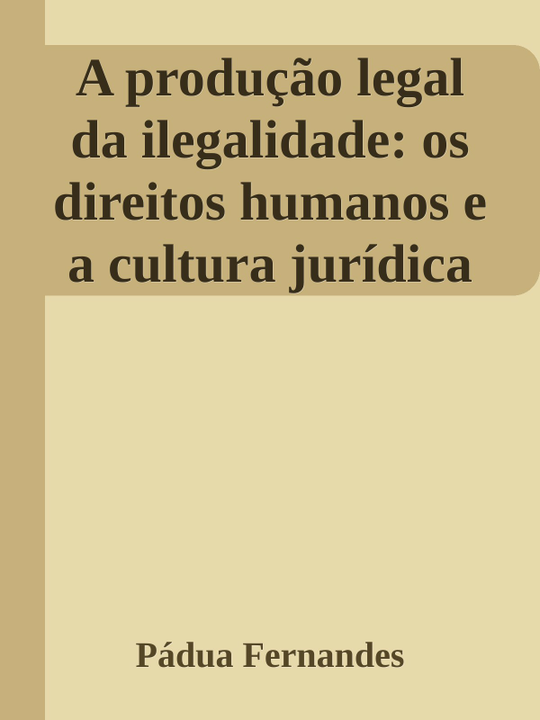 A produção legal
da ilegalidade: os
direitos humanos e
a cultura jurídica
Pádua Fernandes